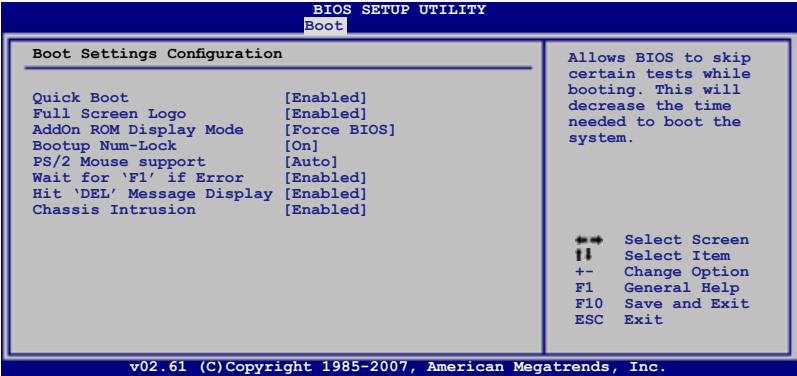 BIOS SETUP UTILITY
Boot
Boot Settings Configuration
Quick Boot [Enabled]
Full Screen Logo [Enabled]
AddOn ROM Display Mode [Force BIOS]
Bootup Num-Lock [On]
PS/2 Mouse support [Auto]
Wait for ‘F1’ if Error [Enabled]
Hit ‘DEL’ Message Display [Enabled]
Chassis Intrusion [Enabled]
Allows BIOS to skip
certain tests while
booting. This will
decrease the time
needed to boot the
system.
←→ Select Screen
↑↓ Select Item
+- Change Option
F1 General Help
F10 Save and Exit
ESC Exit
v02.61 (C)Copyright 1985-2007, American Megatrends, Inc.